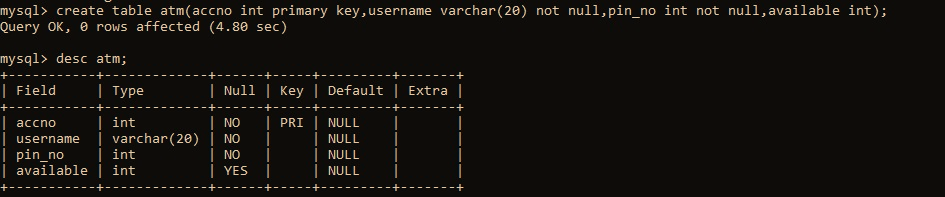 mysql> create table atm(accno int primary key,username varchar(20) not null,pin_no int not null,available int);
Query OK, 0 rows affected (4.80 sec)
mysql> desc atm;
+-----------+-------------+------+-----+---------+-------+
| Field     | Type        | Null | Key | Default | Extra |
+-----------+-------------+------+-----+---------+-------+
| accno     | int         | NO   | PRI | NULL    |       |
| username  | varchar(20) | NO   |     | NULL    |       |
| pin_no    | int         | NO   |     | NULL    |       |
| available | int         | YES  |     | NULL    |       |
+-----------+-------------+------+-----+---------+-------+